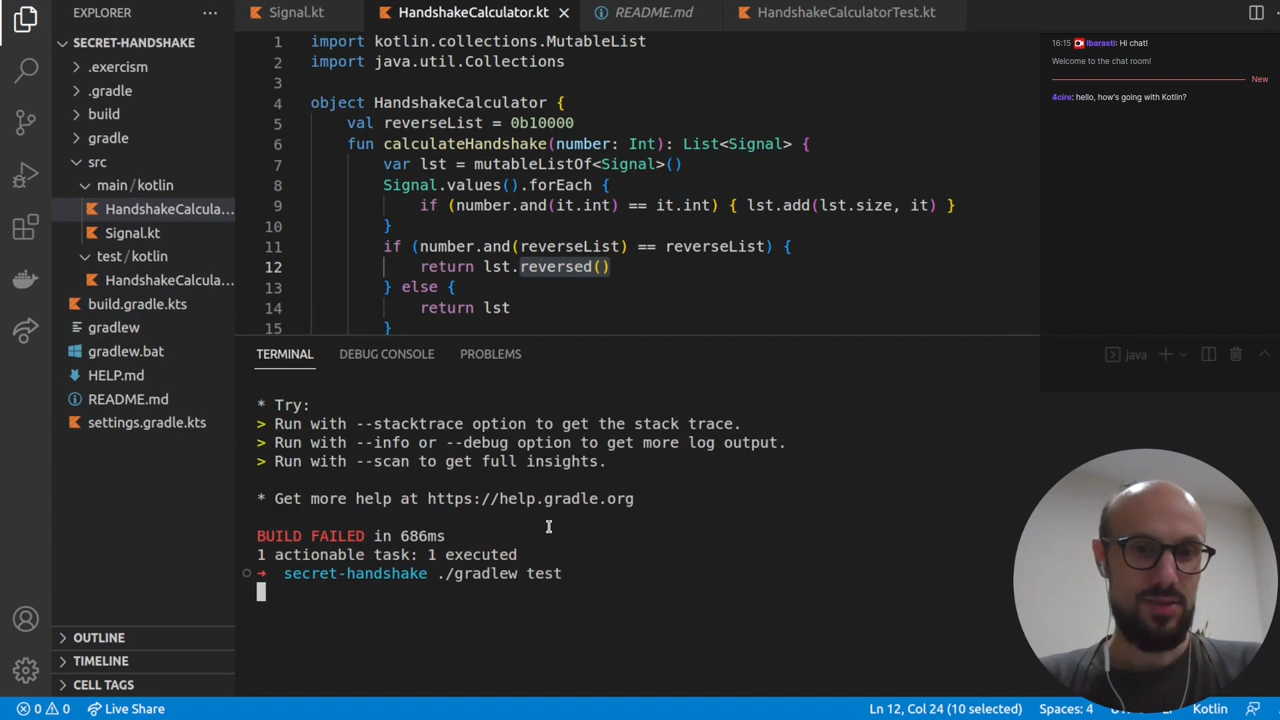 EXPLORER
SECRET-HANDSHAKE
.exercism
.gradle
build
gradle
src
main/kotlin
HandshakeCalcula...
Signal.kt
test/kotlin
HandshakeCalcula...
build.gradle.kts
gradlew
gradlew.bat
HELP.md
README.md
settings.gradle.kts
OUTLINE
TIMELINE
CELL TAGS
Signal.kt
HandshakeCalculator.kt
README.md
HandshakeCalculatorTest.kt
1 import kotlin.collections.MutableList
2 import java.util.Collections
3
4 object HandshakeCalculator {
5 val reverseList = 0b10000
6 fun calculateHandshake(number: Int): List<Signal> {
7 var lst = mutableListOf<Signal>()
8 Signal.values().forEach {
9 if (number.and(it.int) == it.int) { lst.add(lst.size, it) }
10 }
11 if (number.and(reverseList) == reverseList) {
12 return lst.reversed()
13 } else {
14 return lst
15 }
TERMINAL DEBUG CONSOLE PROBLEMS
java
* Try:
> Run with --stacktrace option to get the stack trace.
> Run with --info or --debug option to get more log output.
> Run with --scan to get full insights.
* Get more help at https://help.gradle.org
BUILD FAILED in 686ms
1 actionable task: 1 executed
➜ secret-handshake ./gradlew test
16:15 lbarasti: Hi chat!
Welcome to the chat room!
New
4cire: hello, how's going with Kotlin?
0 0 Live Share
Ln 12, Col 24 (10 selected) Spaces: 4 Kotlin